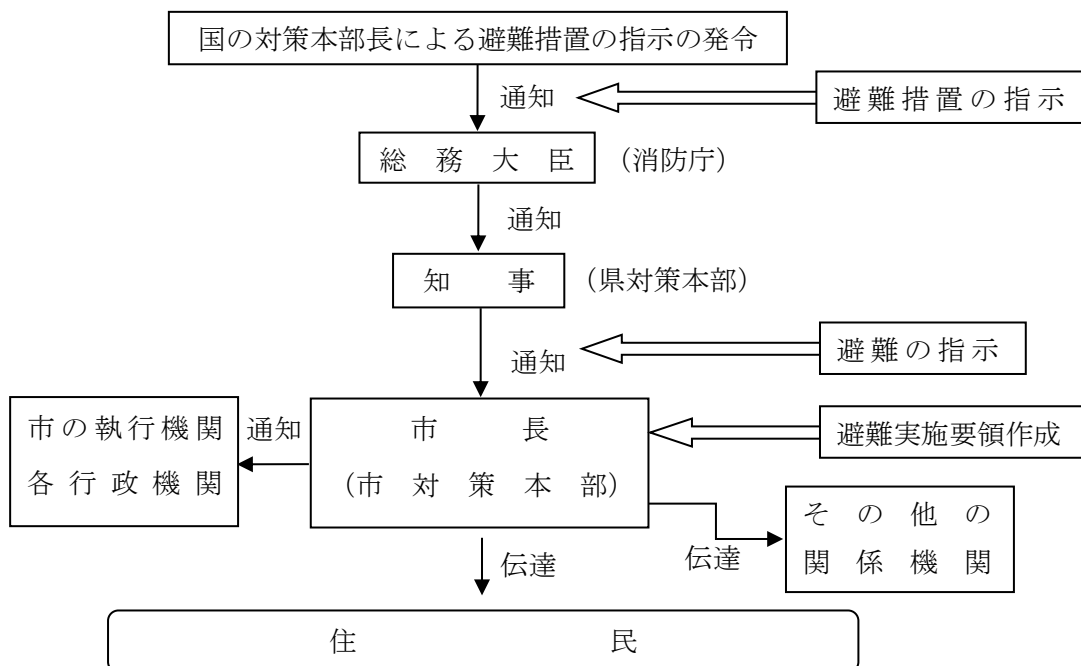 国の対策本部長による避難措置の指示の発令
通知
避難措置の指示
総務大臣
（消防庁）
通知
知事
（県対策本部）
通知
避難の指示
市の執行機関
各行政機関
通知
市長
（市対策本部）
避難実施要領作成
その他の
関係機関
伝達
伝達
住民